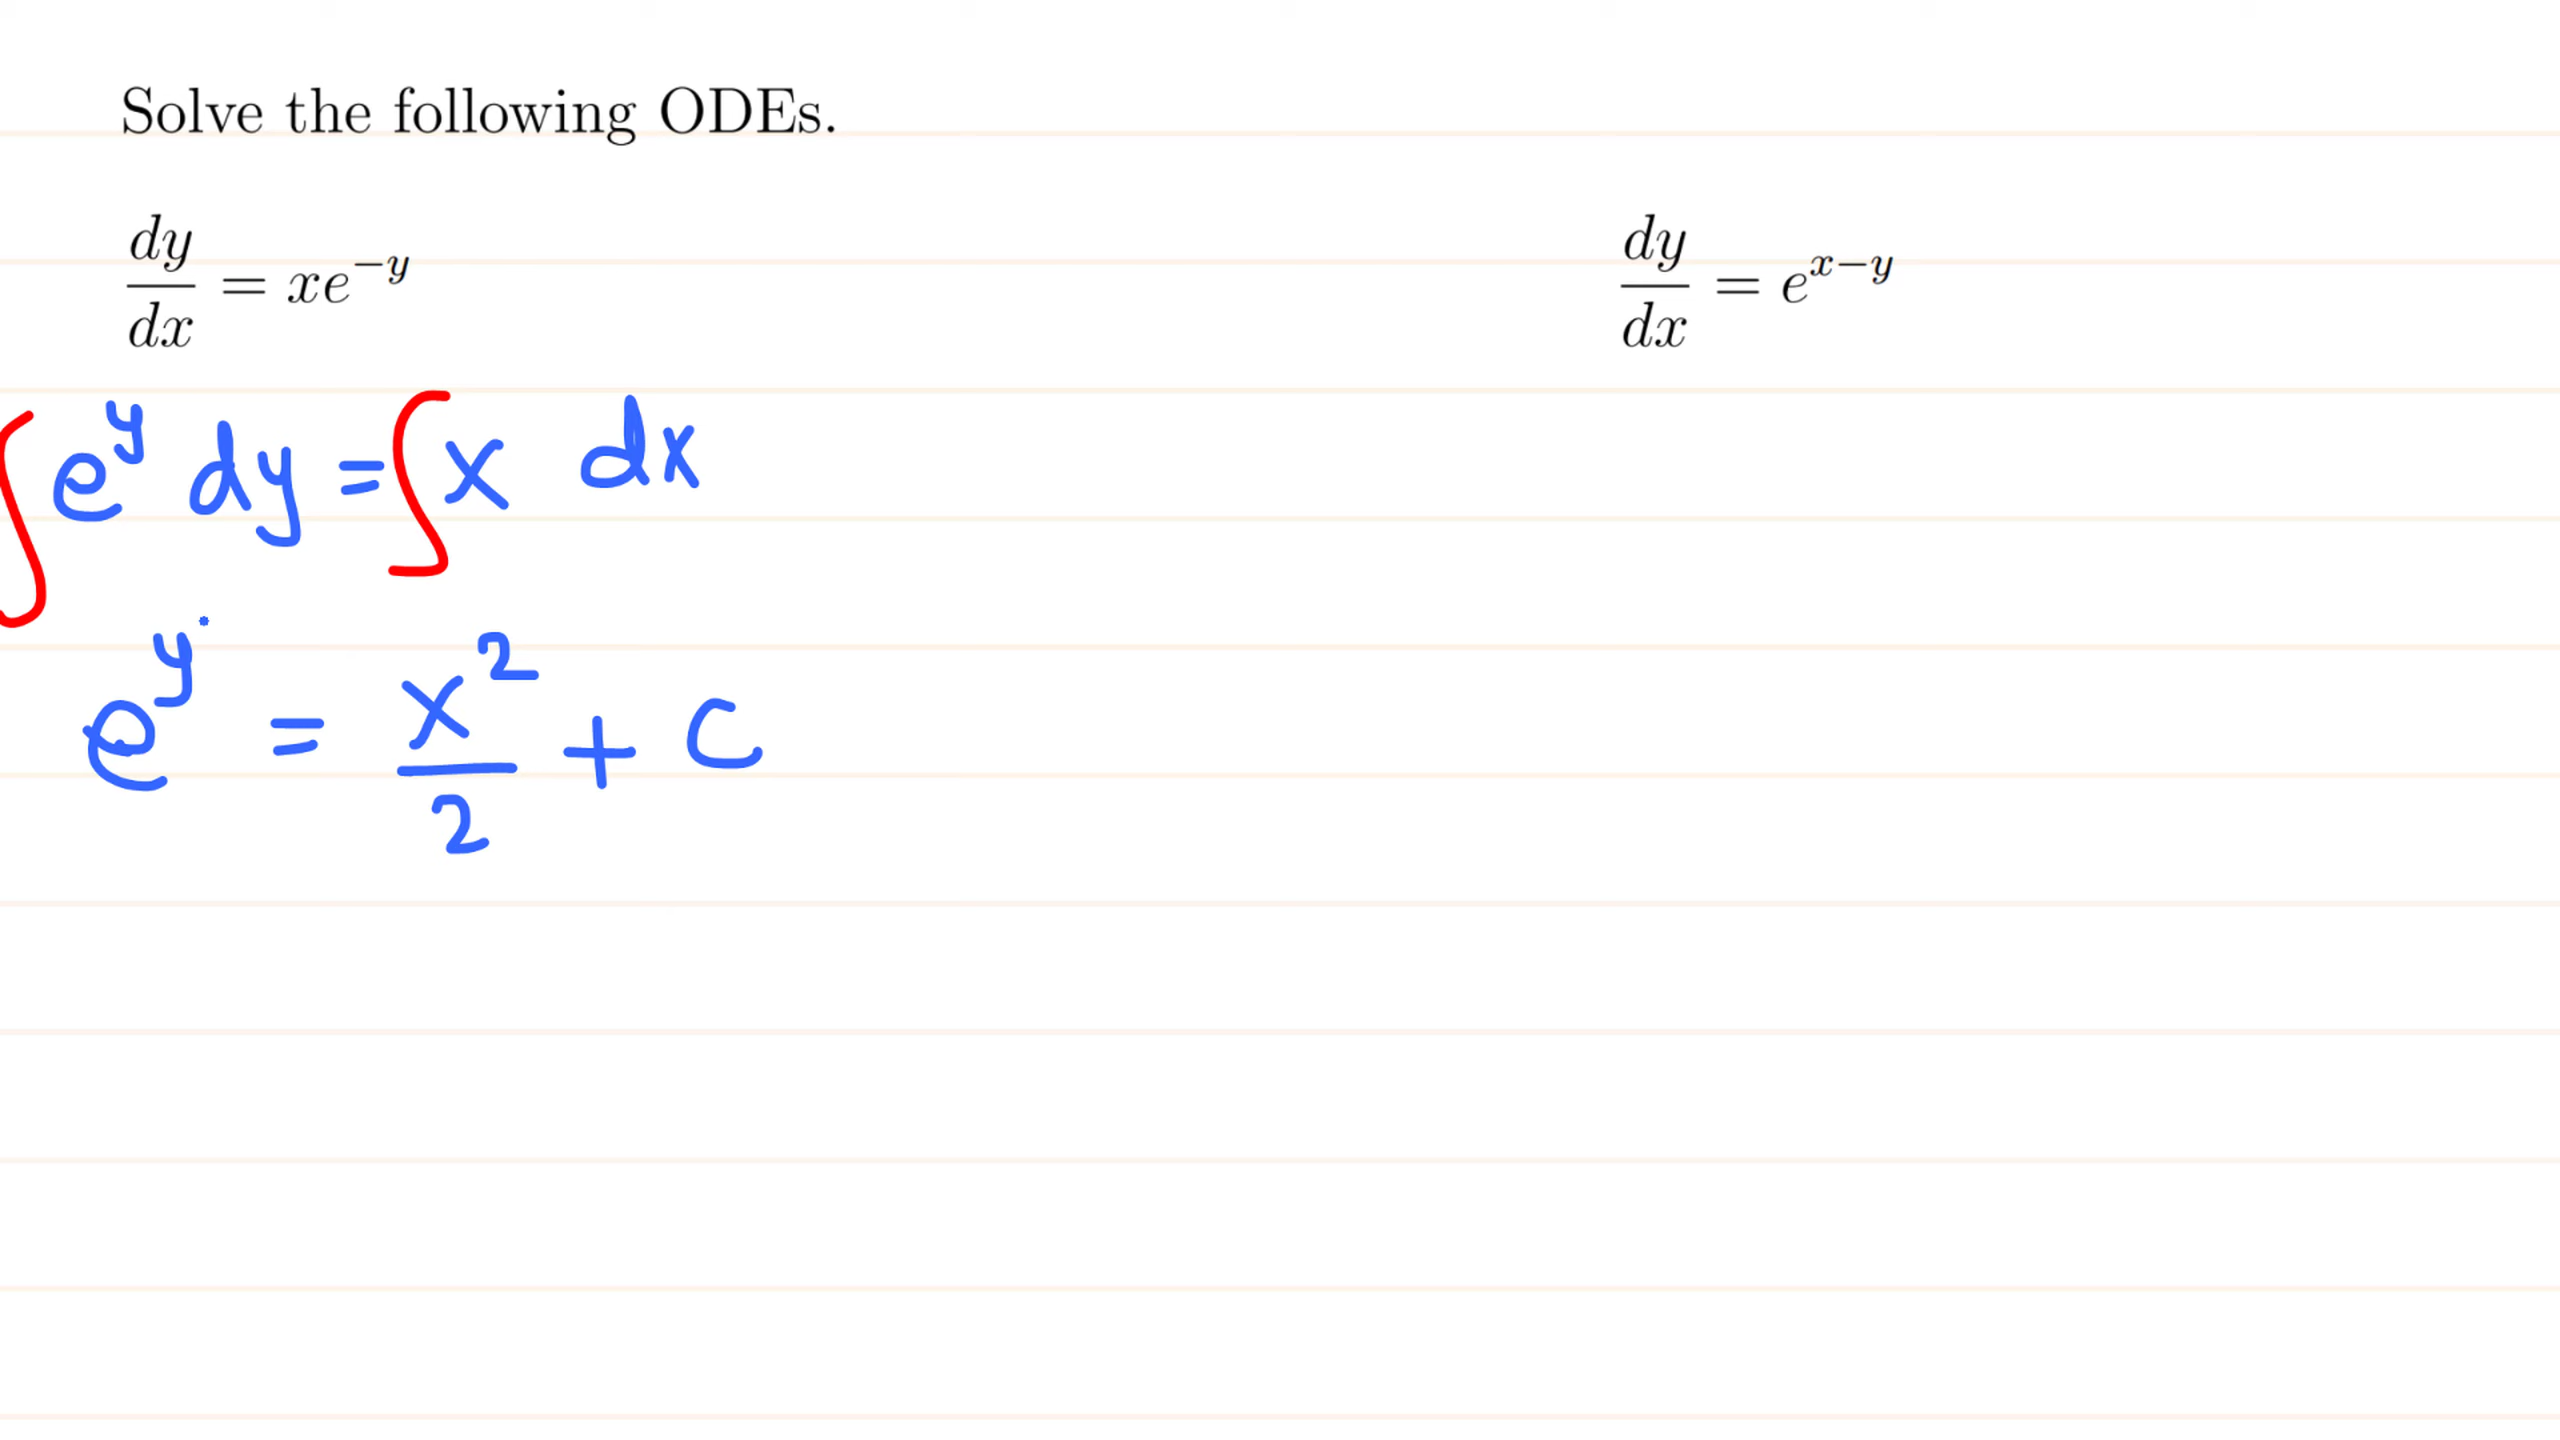 Solve the following ODEs.
dy/dx = xe^{-y}
dy/dx = e^{x-y}
∫ e^y dy = ∫ x dx
e^y = x^2/2 + C